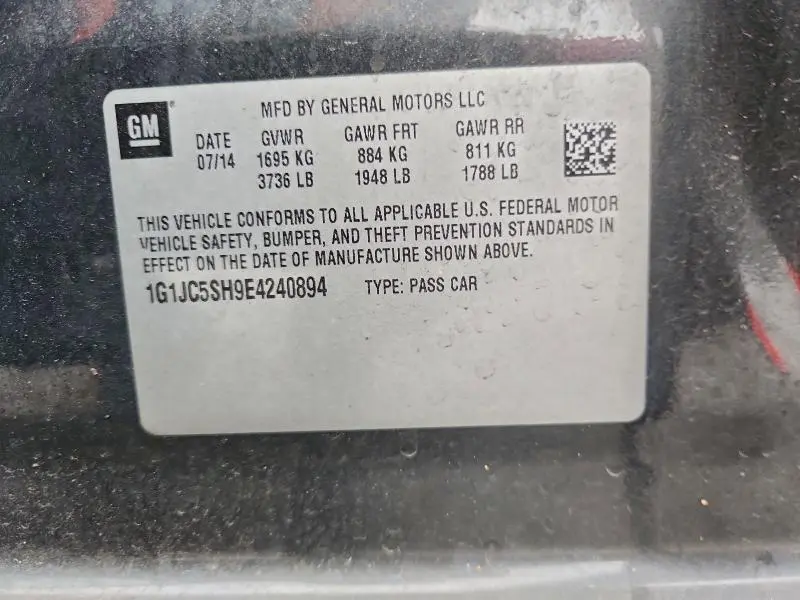 GM
MFD BY GENERAL MOTORS LLC
DATE GVWR GAWR FRT GAWR RR
07/14 1695 KG 884 KG 811 KG
3736 LB 1948 LB 1788 LB
THIS VEHICLE CONFORMS TO ALL APPLICABLE U.S. FEDERAL MOTOR
VEHICLE SAFETY, BUMPER, AND THEFT PREVENTION STANDARDS IN
EFFECT ON THE DATE OF MANUFACTURE SHOWN ABOVE.
1G1JC5SH9E4240894 TYPE: PASS CAR